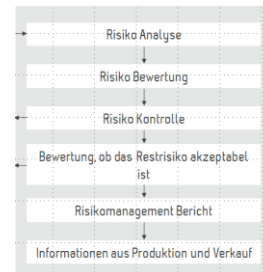 Risiko Analyse
Risiko Bewertung
Risiko Kontrolle
Bewertung, ob das Restrisiko akzeptabel
ist
Risikomanagement Bericht
Informationen aus Produktion und Verkauf